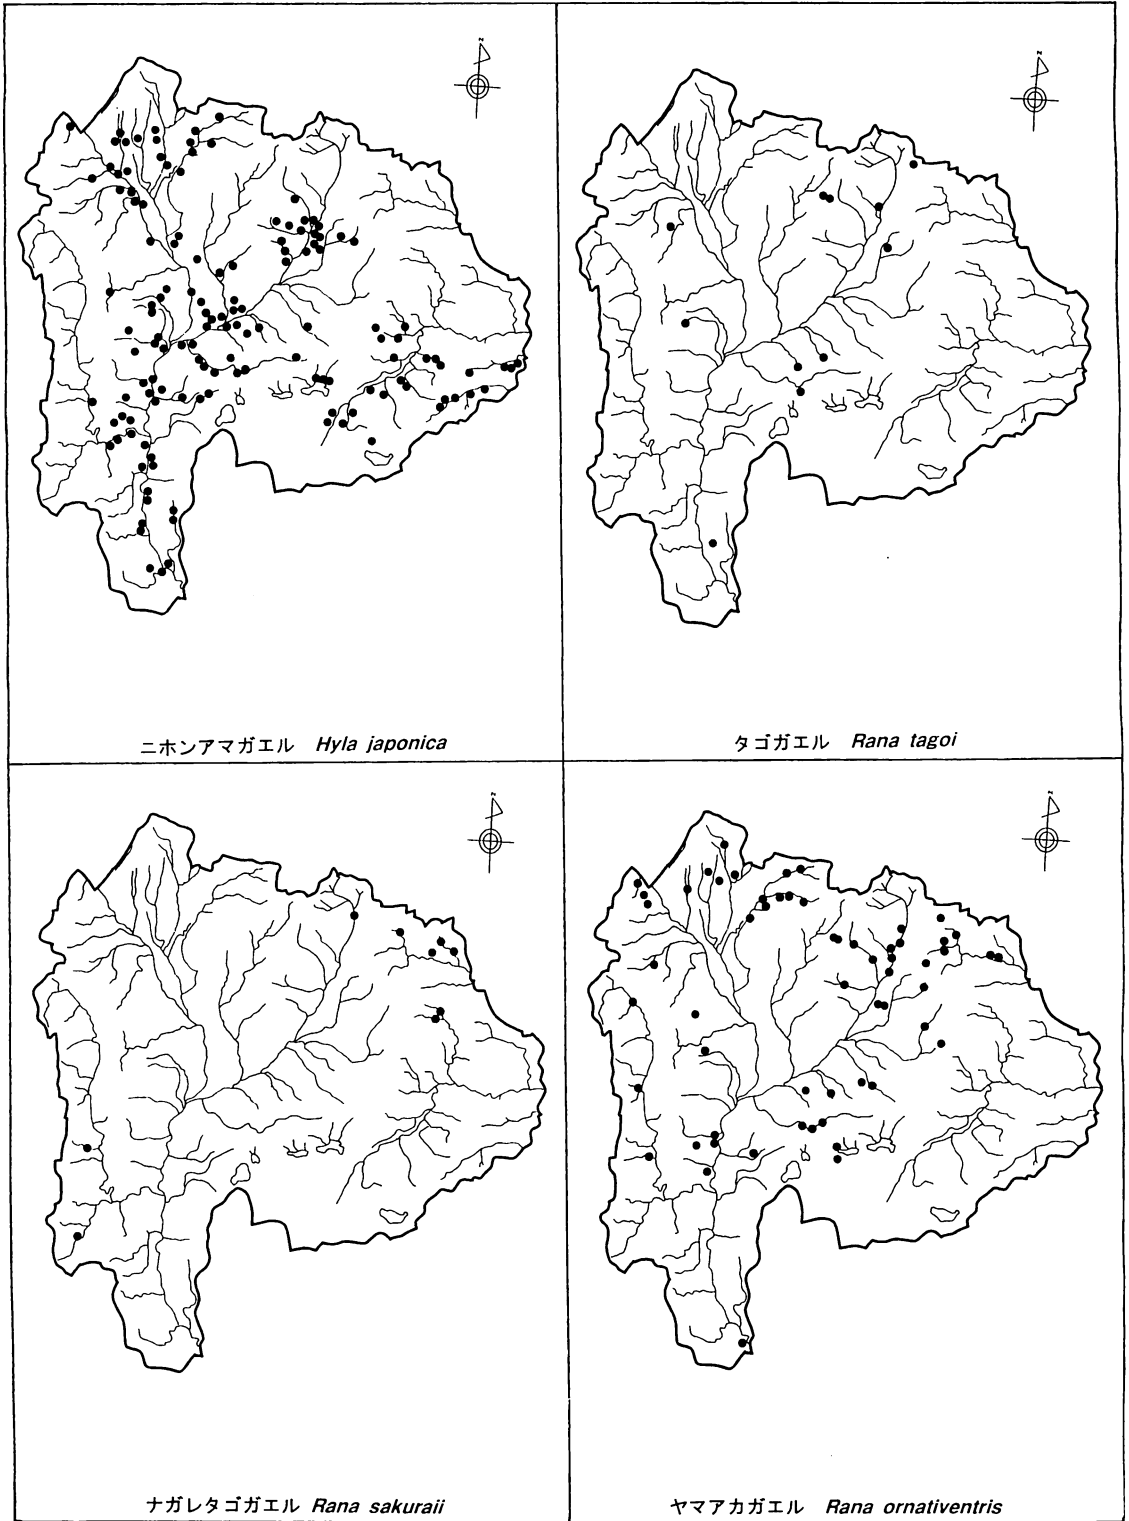 N
N
ニホンアマガエル Hyla japonica
タゴガエル Rana tagoi
N
N
ナガレタゴガエル Rana sakuraii
ヤマアカガエル Rana ornativentris